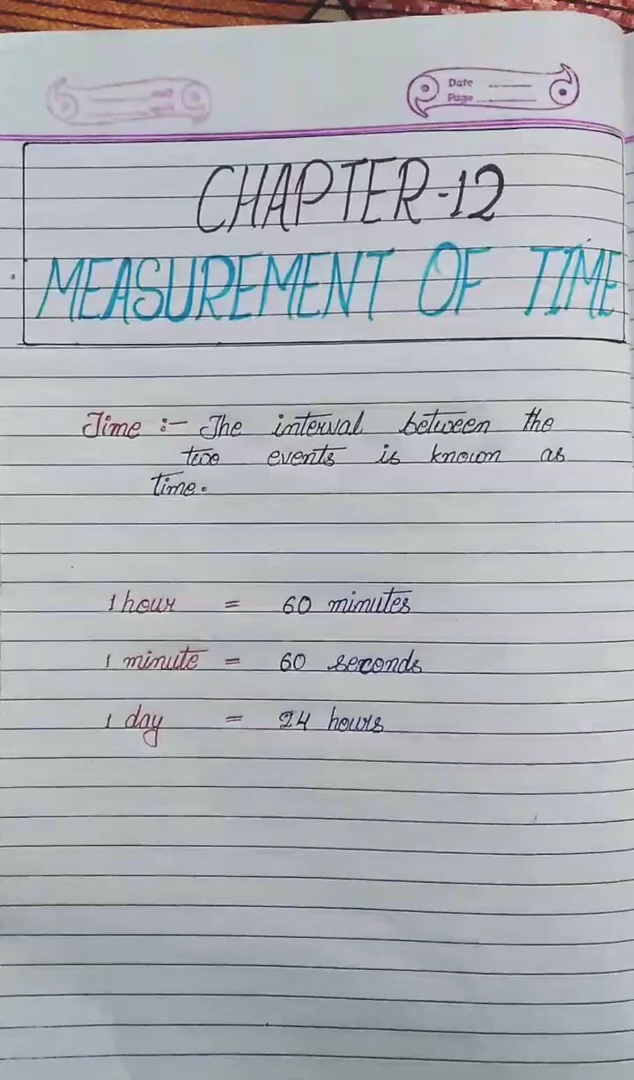 Date
Page
CHAPTER-12
MEASUREMENT OF TIME
Time :- The interval between the
two events is known as
time.
1 hour = 60 minutes
1 minute = 60 seconds
1 day = 24 hours